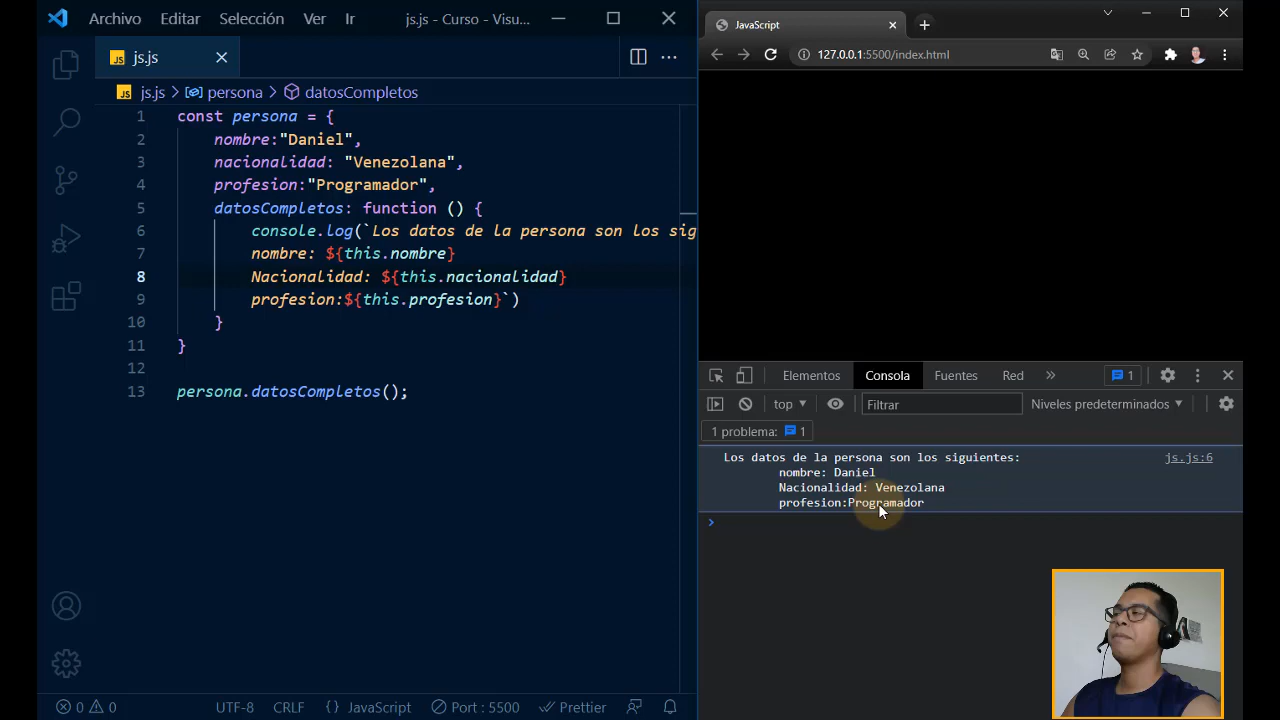 Archivo Editar Selección Ver Ir js.js - Curso - Visu...
JS js.js
JS js.js > persona > datosCompletos
1 const persona = {
2 nombre:"Daniel",
3 nacionalidad: "Venezolana",
4 profesion:"Programador",
5 datosCompletos: function () {
6 console.log(`Los datos de la persona son los sig
7 nombre: ${this.nombre}
8 Nacionalidad: ${this.nacionalidad}
9 profesion:${this.profesion}`)
10 }
11 }
12
13 persona.datosCompletos();
0 0 UTF-8 CRLF {} JavaScript Port : 5500 Prettier
JavaScript
127.0.0.1:5500/index.html
Elementos Consola Fuentes Red » 1
top Filtrar Niveles predeterminados
1 problema: 1
Los datos de la persona son los siguientes: js.js:6
nombre: Daniel
Nacionalidad: Venezolana
profesion:Programador